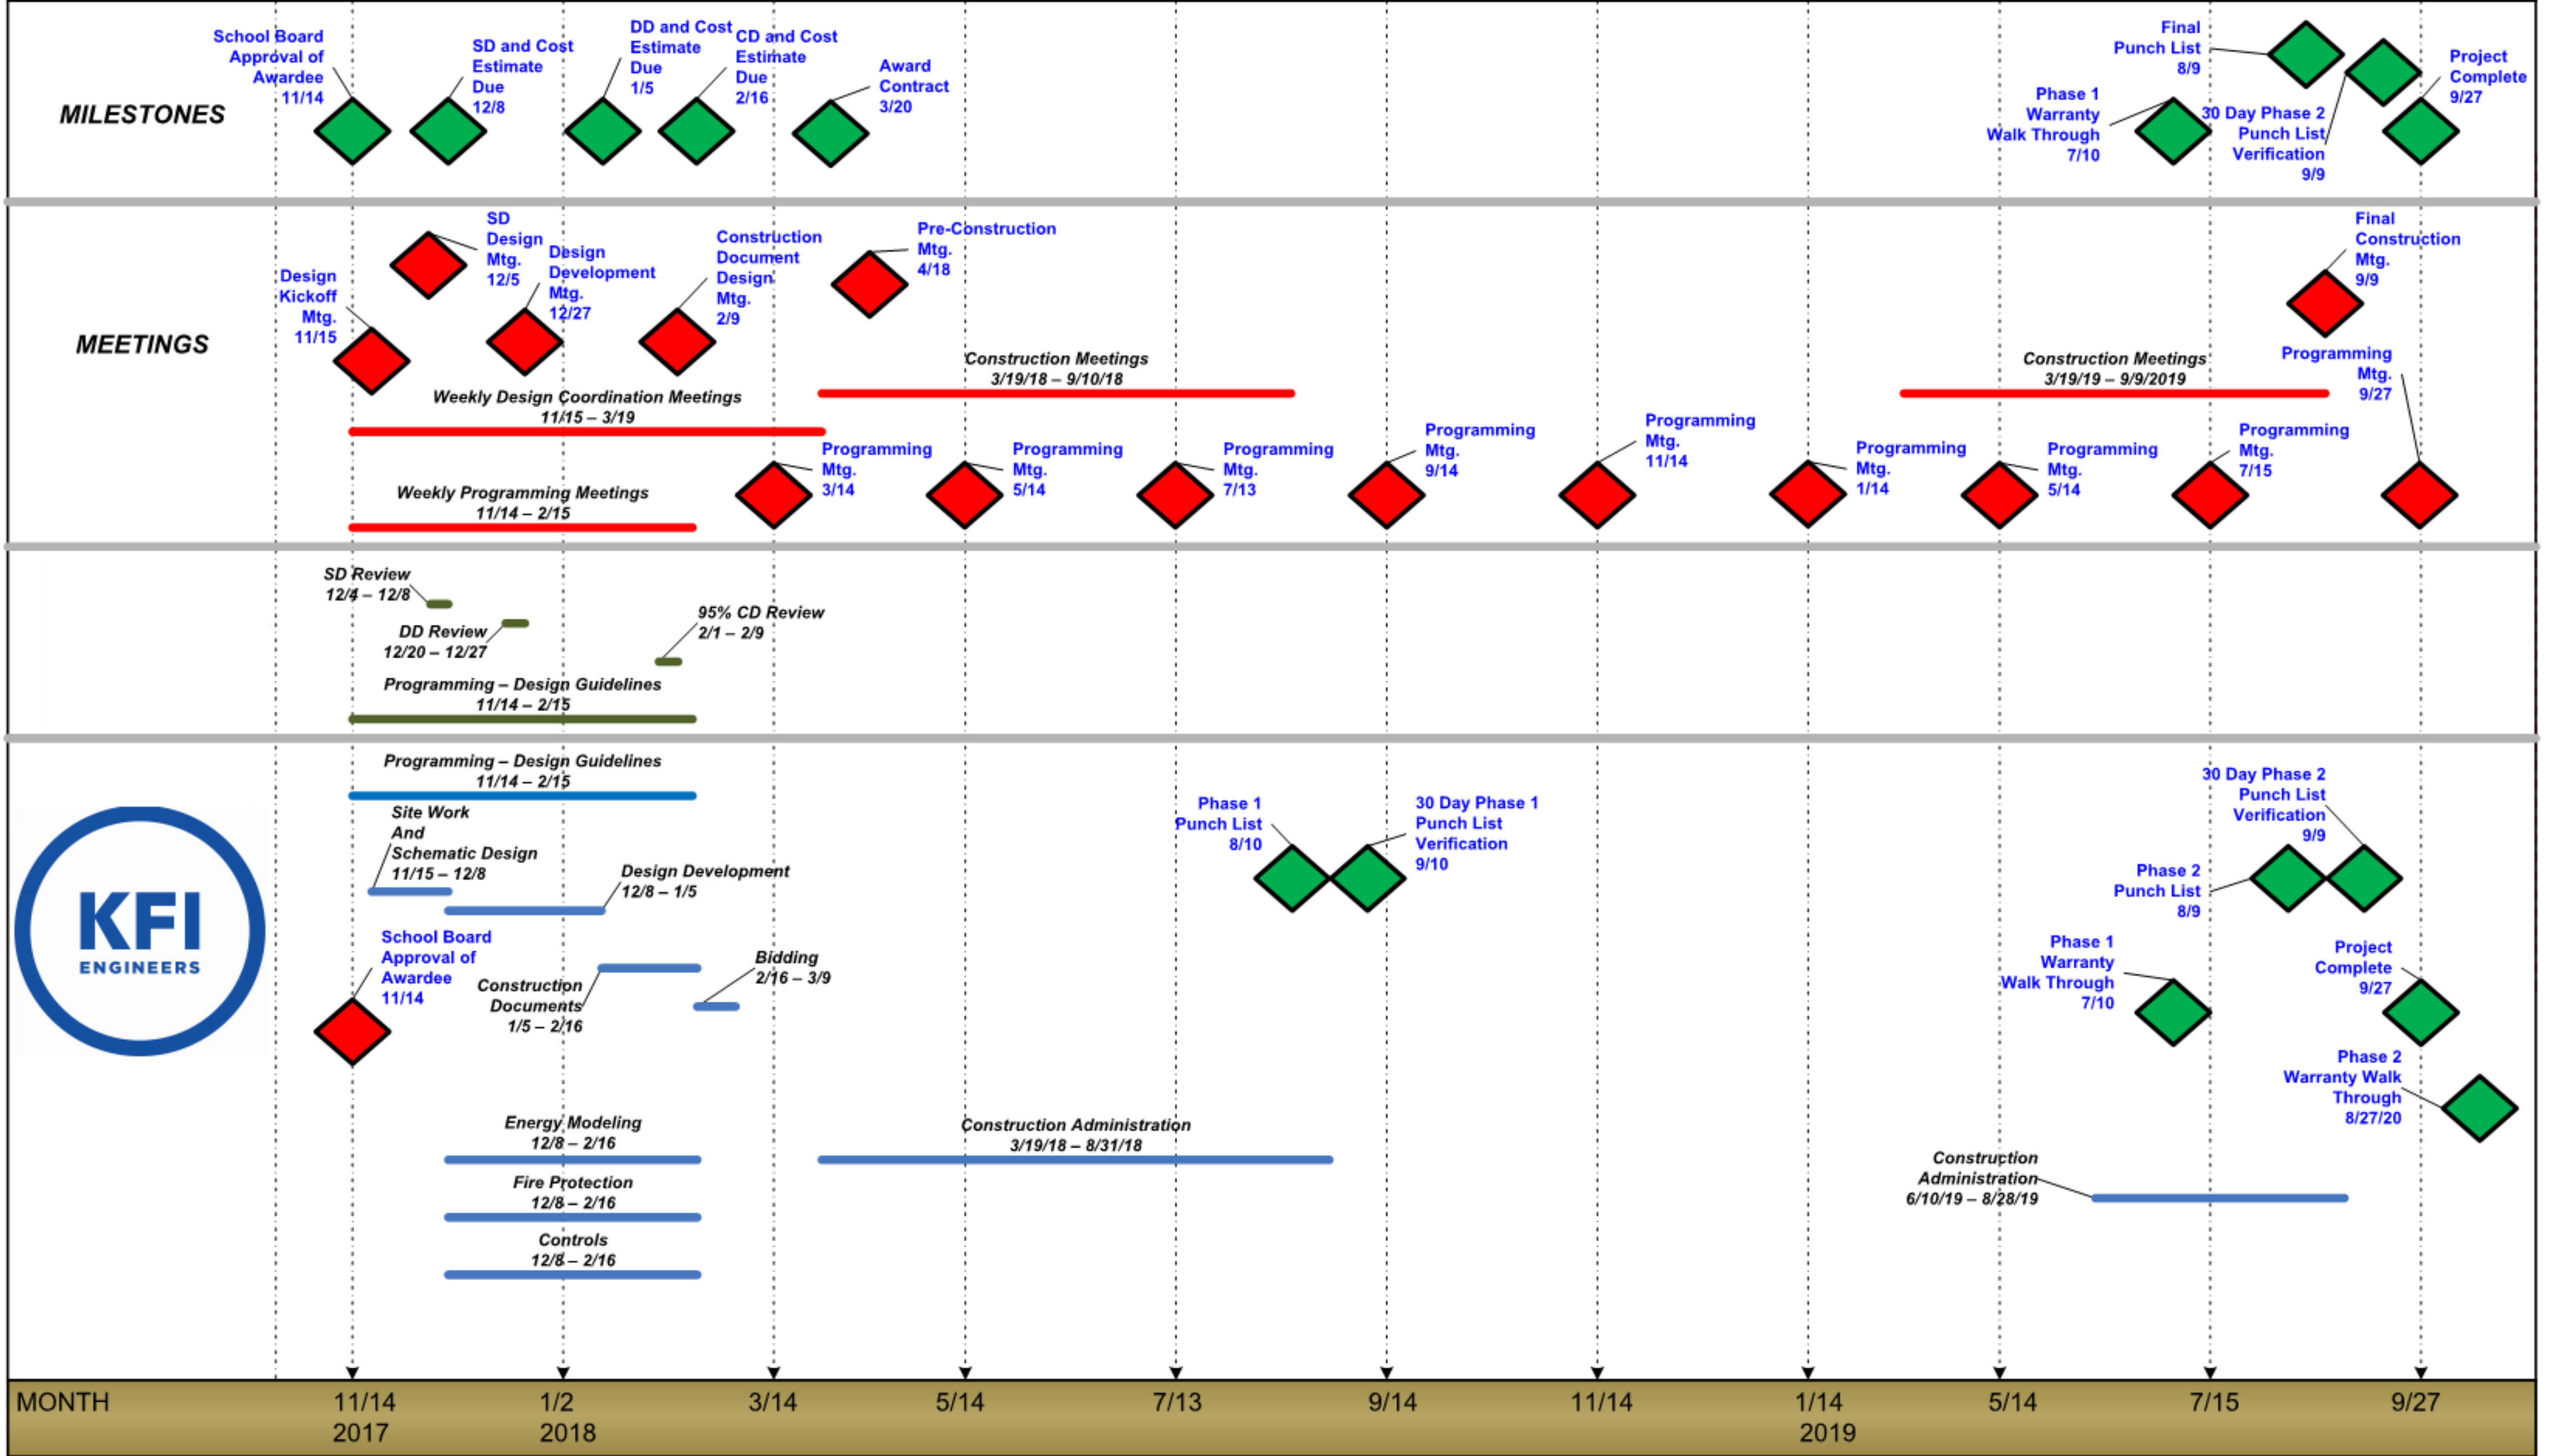 MILESTONES
School Board
Approval of
Awardee
11/14
SD and Cost
Estimate
Due
12/8
DD and Cost
Estimate
Due
1/5
CD and Cost
Estimate
Due
2/16
Award
Contract
3/20
Phase 1
Warranty
Walk Through
7/10
Final
Punch List
8/9
30 Day Phase 2
Punch List
Verification
9/9
Project
Complete
9/27
MEETINGS
Design
Kickoff
Mtg.
11/15
SD
Design
Mtg.
12/5
Design
Development
Mtg.
12/27
Construction
Document
Design
Mtg.
2/9
Pre-Construction
Mtg.
4/18
Final
Construction
Mtg.
9/9
Construction Meetings
3/19/18 – 9/10/18
Construction Meetings
3/19/19 – 9/9/2019
Programming
Mtg.
9/27
Weekly Design Coordination Meetings
11/15 – 3/19
Weekly Programming Meetings
11/14 – 2/15
Programming
Mtg.
3/14
Programming
Mtg.
5/14
Programming
Mtg.
7/13
Programming
Mtg.
9/14
Programming
Mtg.
11/14
Programming
Mtg.
1/14
Programming
Mtg.
5/14
Programming
Mtg.
7/15
SD Review
12/4 – 12/8
DD Review
12/20 – 12/27
95% CD Review
2/1 – 2/9
Programming – Design Guidelines
11/14 – 2/15
KFI
ENGINEERS
Programming – Design Guidelines
11/14 – 2/15
Site Work
And
Schematic Design
11/15 – 12/8
Design Development
12/8 – 1/5
School Board
Approval of
Awardee
11/14
Construction
Documents
1/5 – 2/16
Bidding
2/16 – 3/9
Phase 1
Punch List
8/10
30 Day Phase 1
Punch List
Verification
9/10
30 Day Phase 2
Punch List
Verification
9/9
Phase 2
Punch List
8/9
Phase 1
Warranty
Walk Through
7/10
Project
Complete
9/27
Phase 2
Warranty Walk
Through
8/27/20
Energy Modeling
12/8 – 2/16
Fire Protection
12/8 – 2/16
Controls
12/8 – 2/16
Construction Administration
3/19/18 – 8/31/18
Construction
Administration
6/10/19 – 8/28/19
MONTH 11/14 1/2 3/14 5/14 7/13 9/14 11/14 1/14 5/14 7/15 9/27
2017 2018 2019